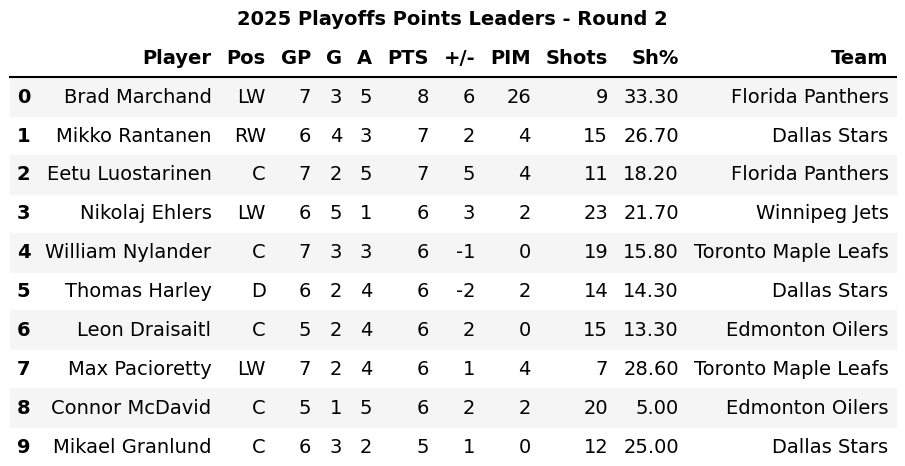 2025 Playoffs Points Leaders - Round 2
Player Pos GP G A PTS +/- PIM Shots Sh% Team
0 Brad Marchand LW 7 3 5 8 6 26 9 33.30 Florida Panthers
1 Mikko Rantanen RW 6 4 3 7 2 4 15 26.70 Dallas Stars
2 Eetu Luostarinen C 7 2 5 7 5 4 11 18.20 Florida Panthers
3 Nikolaj Ehlers LW 6 5 1 6 3 2 23 21.70 Winnipeg Jets
4 William Nylander C 7 3 3 6 -1 0 19 15.80 Toronto Maple Leafs
5 Thomas Harley D 6 2 4 6 -2 2 14 14.30 Dallas Stars
6 Leon Draisaitl C 5 2 4 6 2 0 15 13.30 Edmonton Oilers
7 Max Pacioretty LW 7 2 4 6 1 4 7 28.60 Toronto Maple Leafs
8 Connor McDavid C 5 1 5 6 2 2 20 5.00 Edmonton Oilers
9 Mikael Granlund C 6 3 2 5 1 0 12 25.00 Dallas Stars